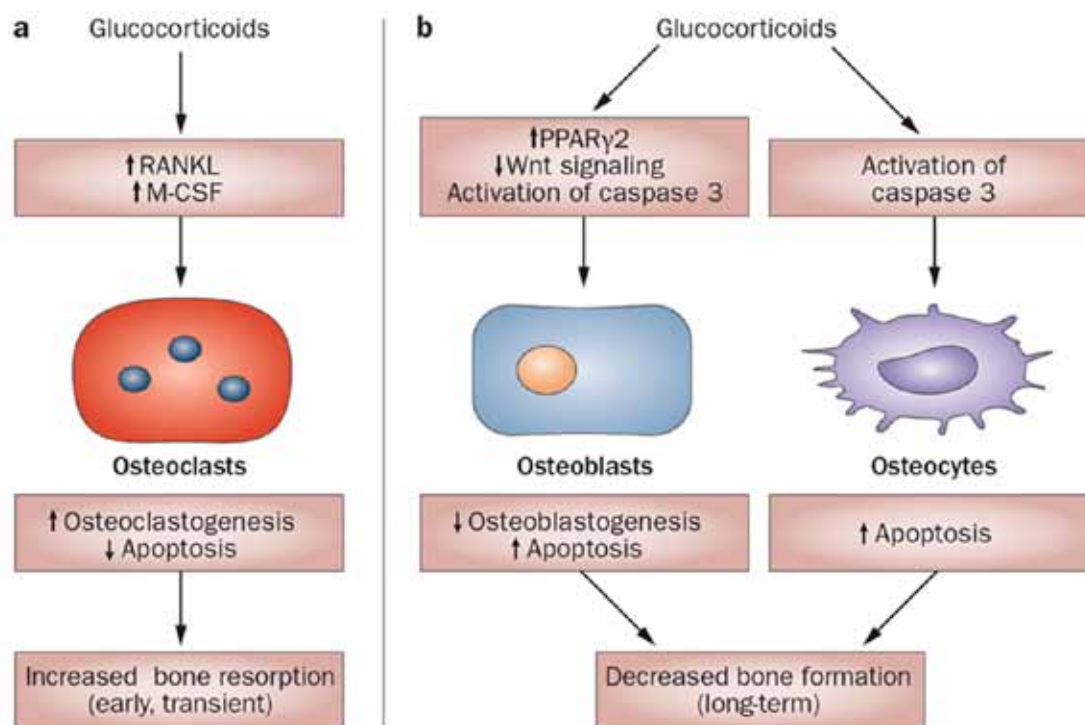 a
Glucocorticoids
↑RANKL
↑M-CSF
Osteoclasts
↑Osteoclastogenesis
↓Apoptosis
Increased bone resorption
(early, transient)
b
Glucocorticoids
↑PPARγ2
↓Wnt signaling
Activation of caspase 3
Osteoblasts
↓Osteoblastogenesis
↑Apoptosis
Activation of
caspase 3
Osteocytes
↑Apoptosis
Decreased bone formation
(long-term)